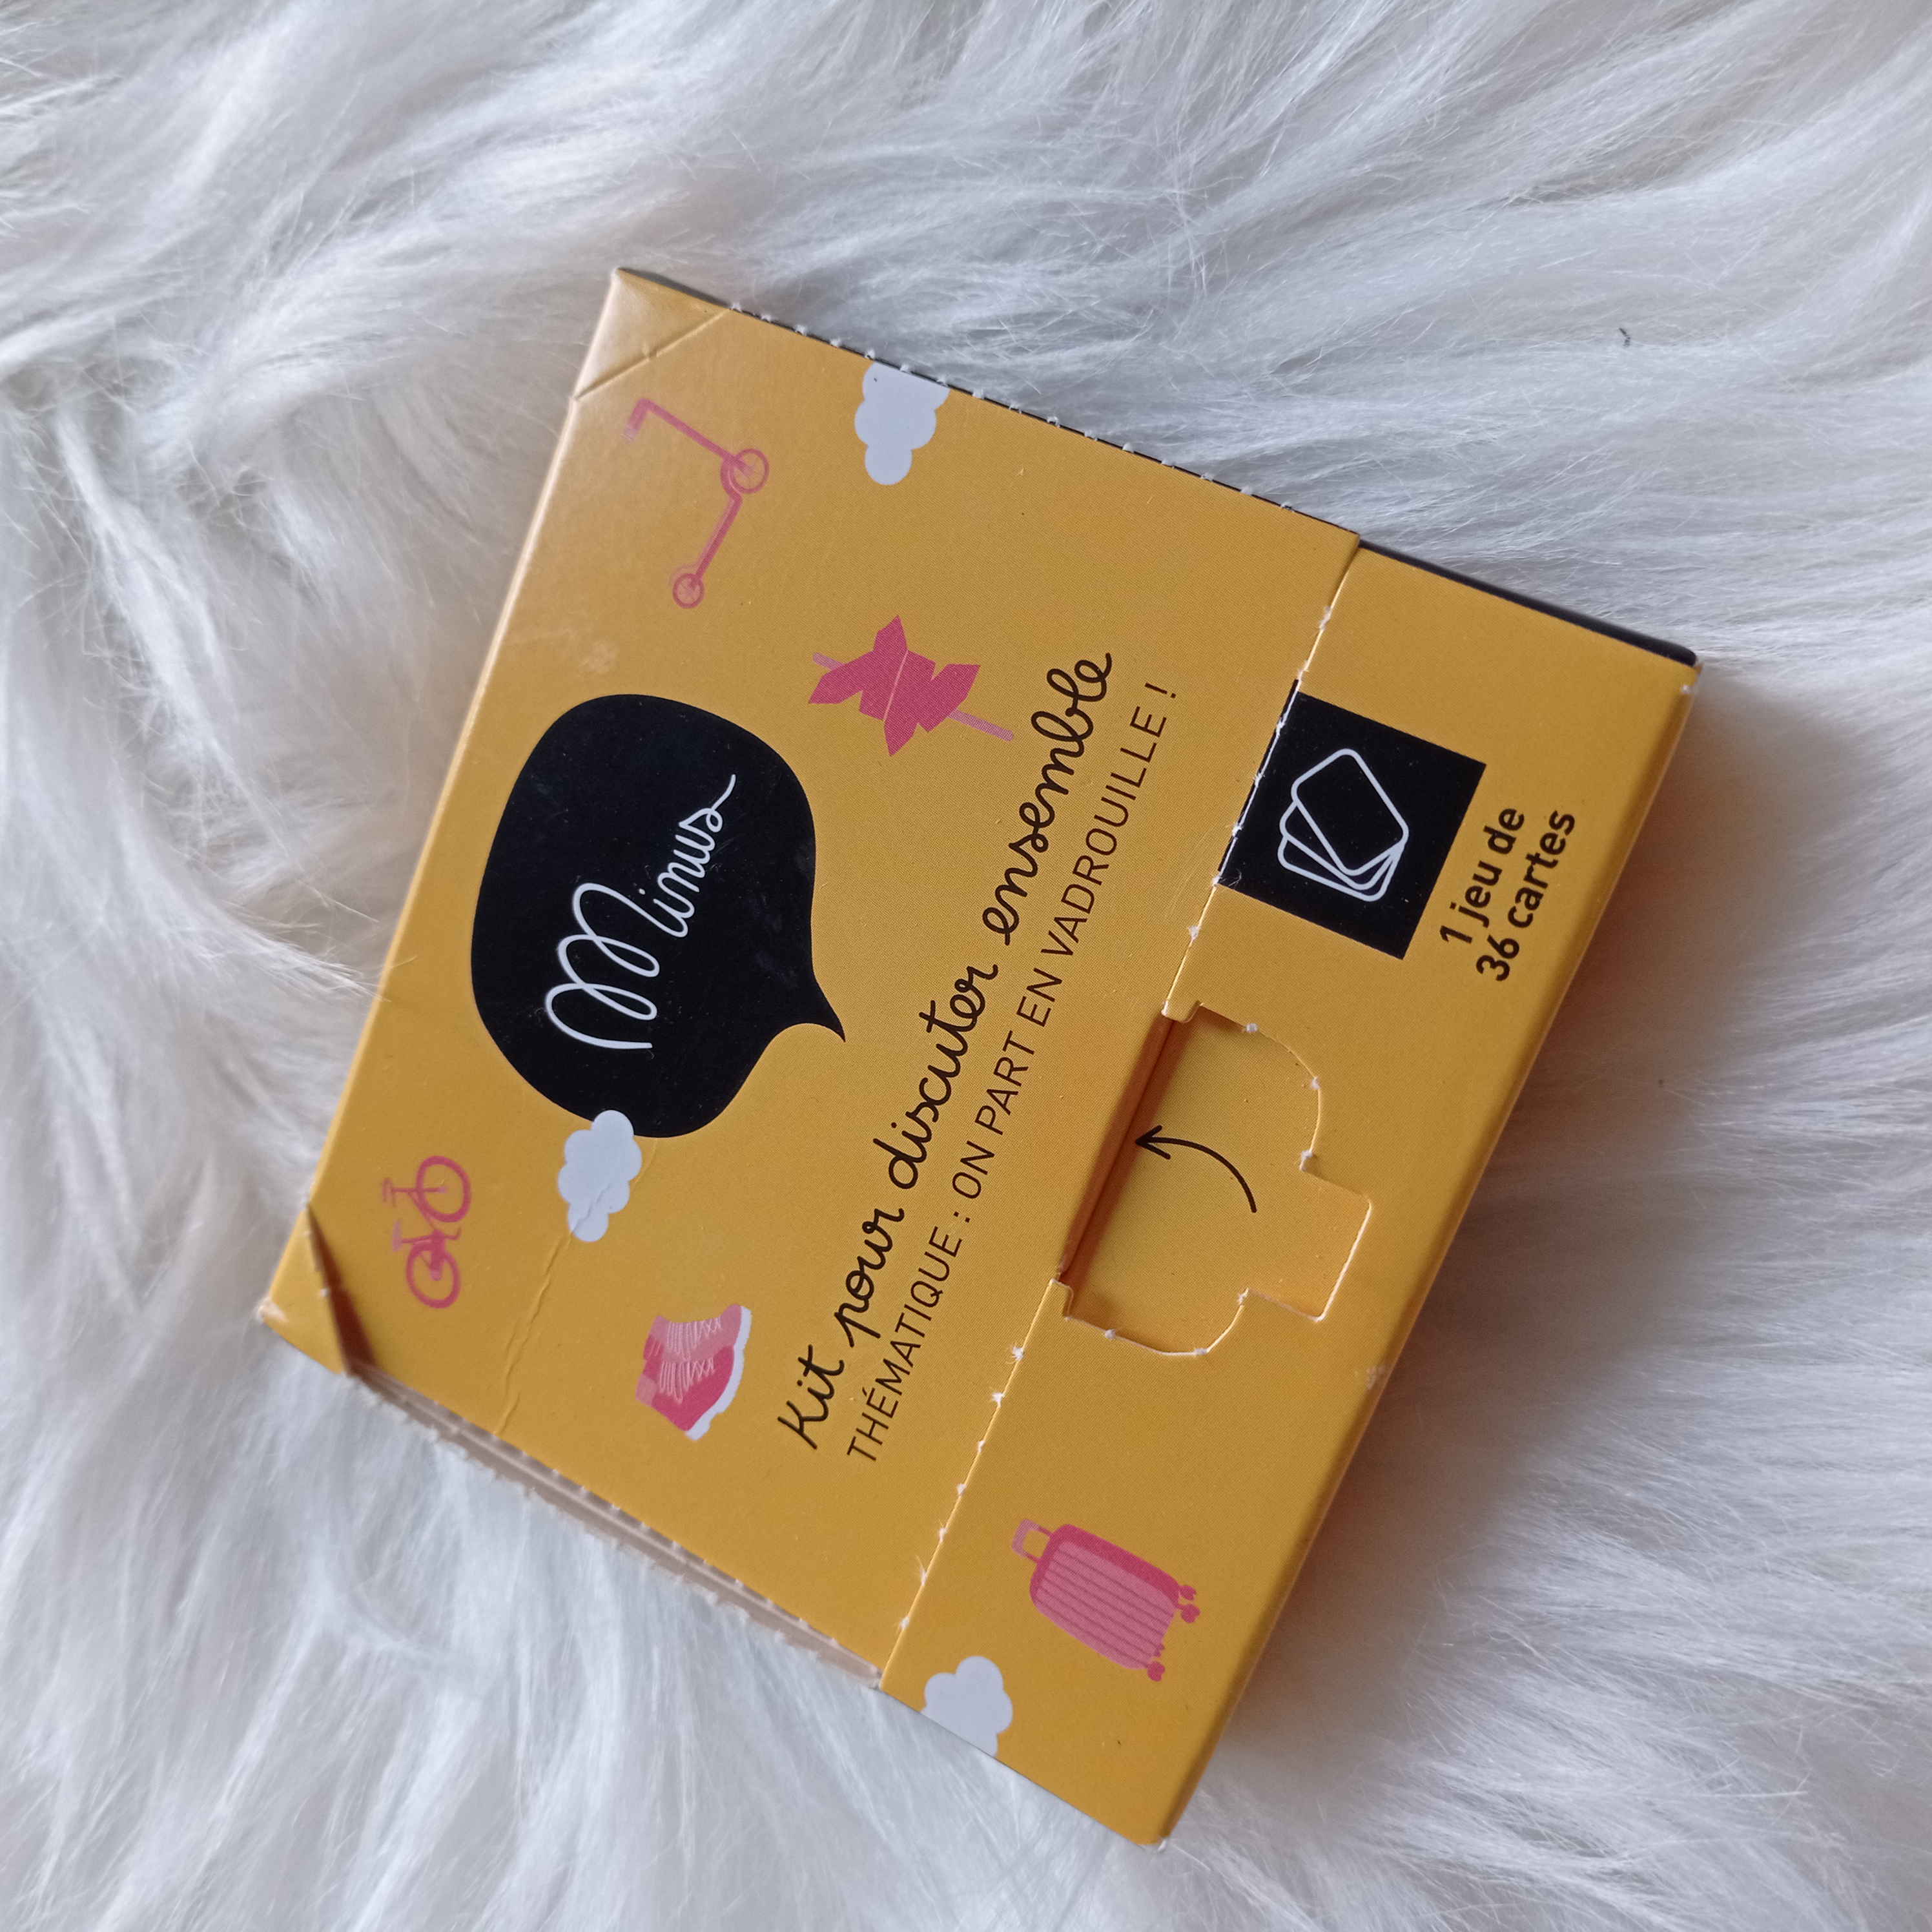 Minus
Kit pour discuter ensemble
THÉMATIQUE : ON PART EN VADROUILLE !
1 jeu de
36 cartes